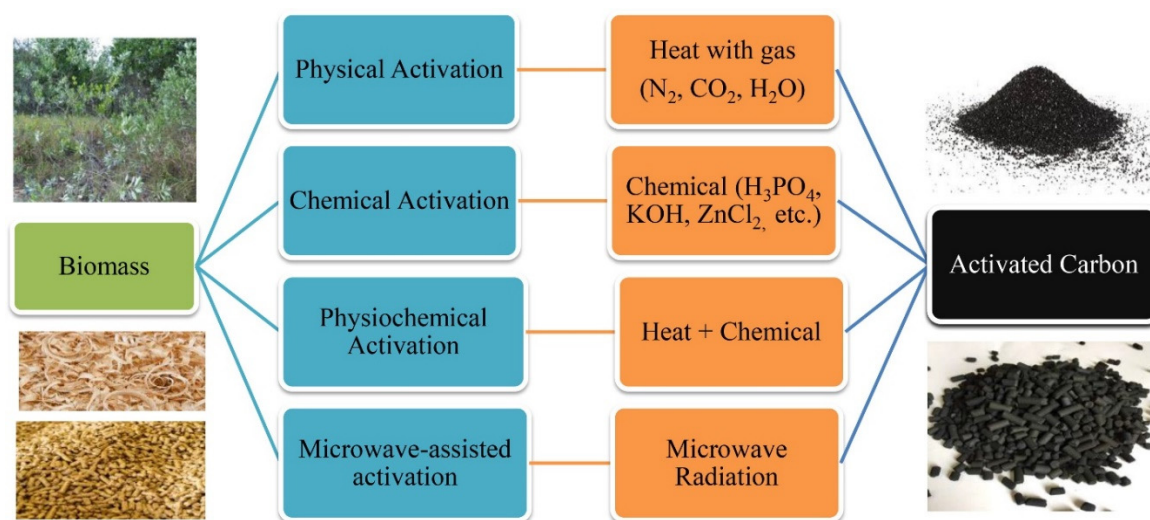 Physical Activation
Heat with gas
(N₂, CO₂, H₂O)
Chemical Activation
Chemical (H₃PO₄,
KOH, ZnCl₂, etc.)
Biomass
Activated Carbon
Physiochemical
Activation
Heat + Chemical
Microwave-assisted
activation
Microwave
Radiation